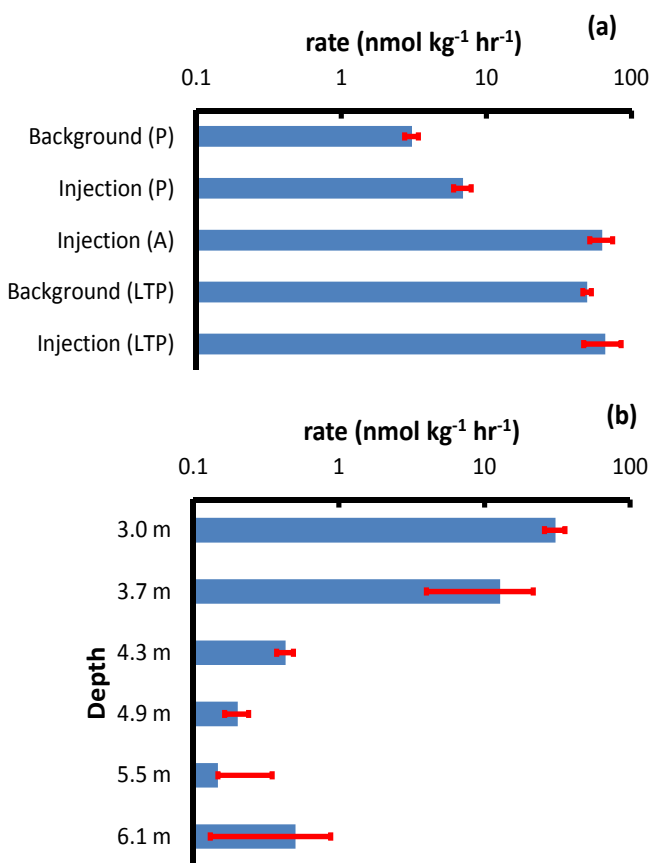 (a)
rate (nmol kg⁻¹ hr⁻¹)
0.1 1 10 100
Background (P)
Injection (P)
Injection (A)
Background (LTP)
Injection (LTP)
(b)
rate (nmol kg⁻¹ hr⁻¹)
0.1 1 10 100
Depth
3.0 m
3.7 m
4.3 m
4.9 m
5.5 m
6.1 m